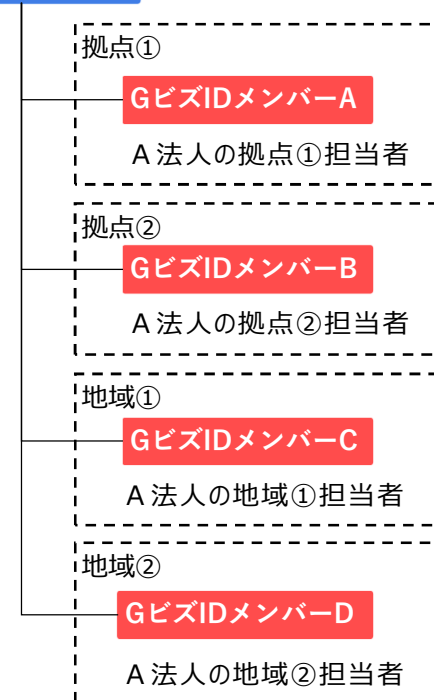 拠点①
GビズIDメンバーA
A法人の拠点①担当者
拠点②
GビズIDメンバーB
A法人の拠点②担当者
地域①
GビズIDメンバーC
A法人の地域①担当者
地域②
GビズIDメンバーD
A法人の地域②担当者